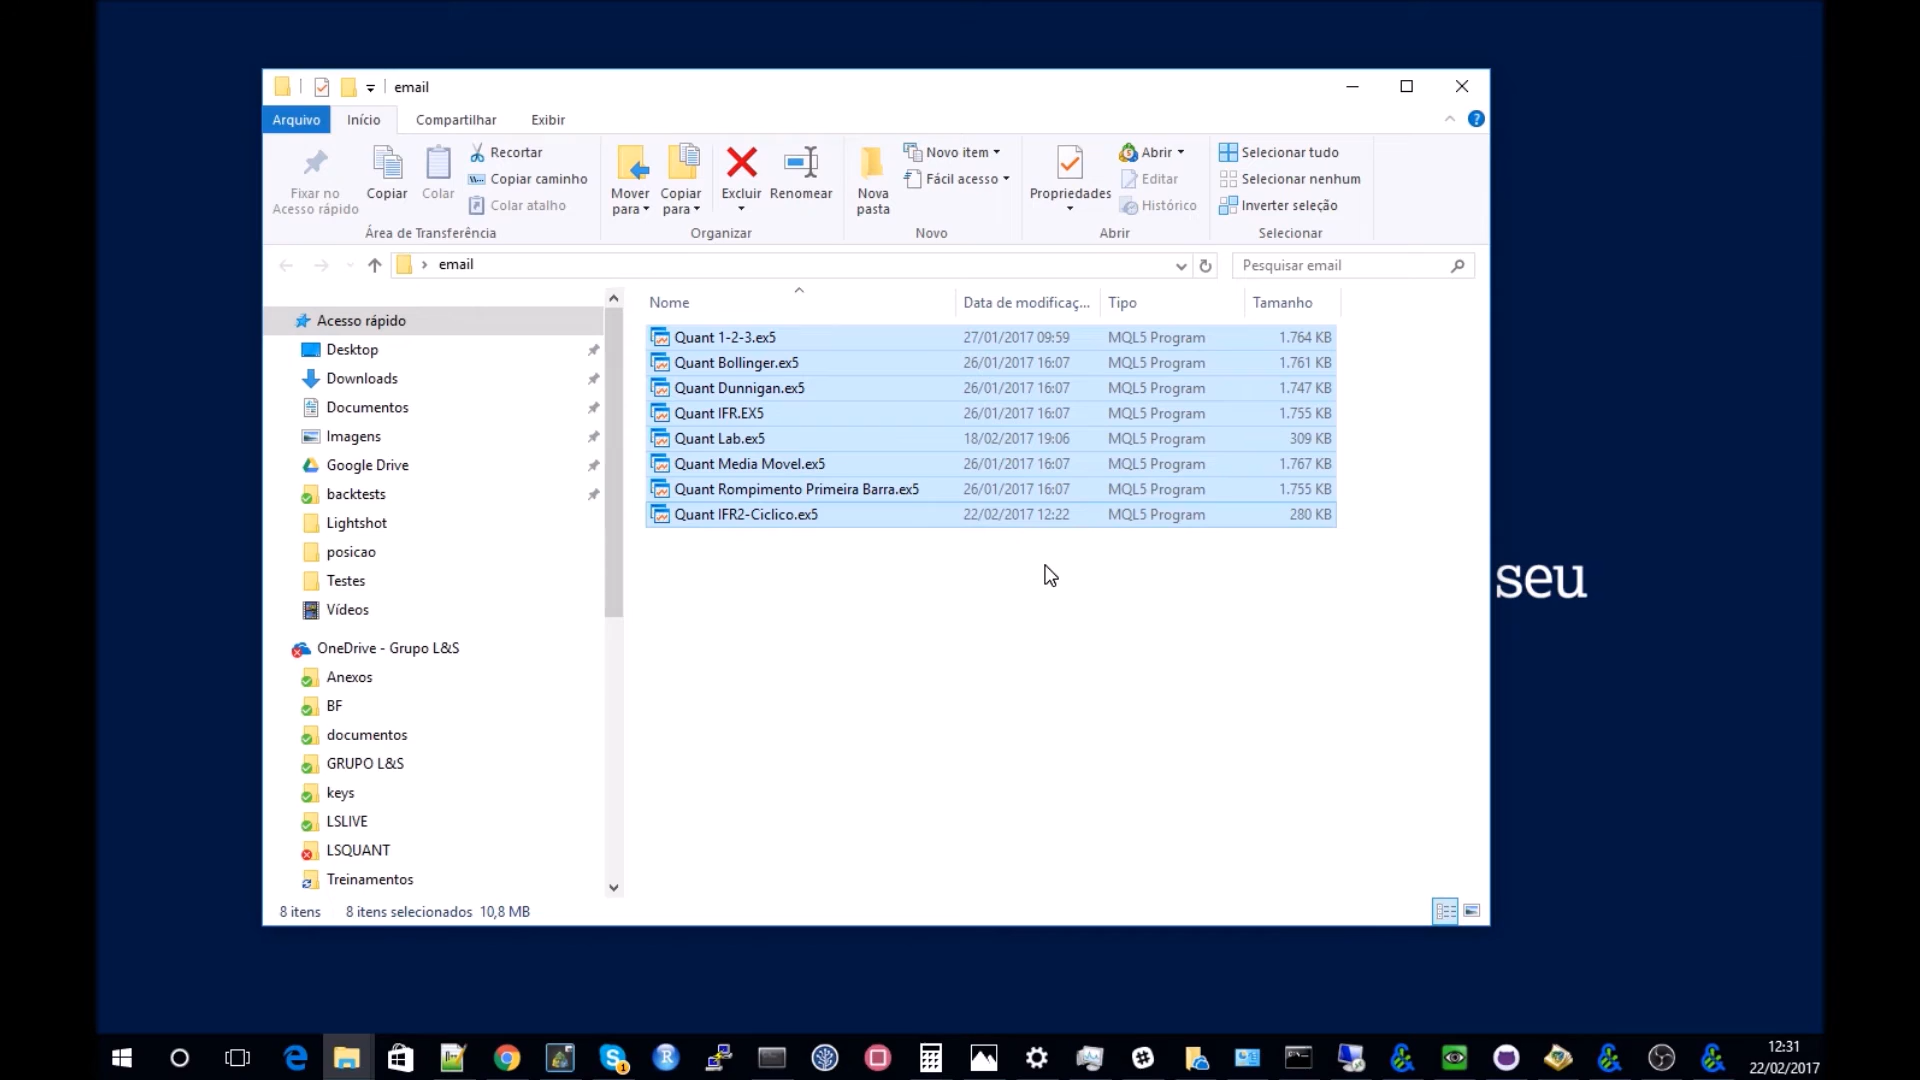 email
Arquivo Início Compartilhar Exibir
Fixar no Acesso rápido
Copiar
Colar
Recortar
Copiar caminho
Colar atalho
Área de Transferência
Mover para
Copiar para
Excluir
Renomear
Organizar
Nova pasta
Novo item
Fácil acesso
Novo
Propriedades
Abrir
Editar
Histórico
Abrir
Selecionar tudo
Selecionar nenhum
Inverter seleção
Selecionar
email
Pesquisar email
Acesso rápido
Desktop
Downloads
Documentos
Imagens
Google Drive
backtests
Lightshot
posicao
Testes
Vídeos
OneDrive - Grupo L&S
Anexos
BF
documentos
GRUPO L&S
keys
LSLIVE
LSQUANT
Treinamentos
Nome Data de modificaç... Tipo Tamanho
Quant 1-2-3.ex5 27/01/2017 09:59 MQL5 Program 1.764 KB
Quant Bollinger.ex5 26/01/2017 16:07 MQL5 Program 1.761 KB
Quant Dunnigan.ex5 26/01/2017 16:07 MQL5 Program 1.747 KB
Quant IFR.EX5 26/01/2017 16:07 MQL5 Program 1.755 KB
Quant Lab.ex5 18/02/2017 19:06 MQL5 Program 309 KB
Quant Media Movel.ex5 26/01/2017 16:07 MQL5 Program 1.767 KB
Quant Rompimento Primeira Barra.ex5 26/01/2017 16:07 MQL5 Program 1.755 KB
Quant IFR2-Ciclico.ex5 22/02/2017 12:22 MQL5 Program 280 KB
seu
8 itens 8 itens selecionados 10,8 MB
12:31
22/02/2017